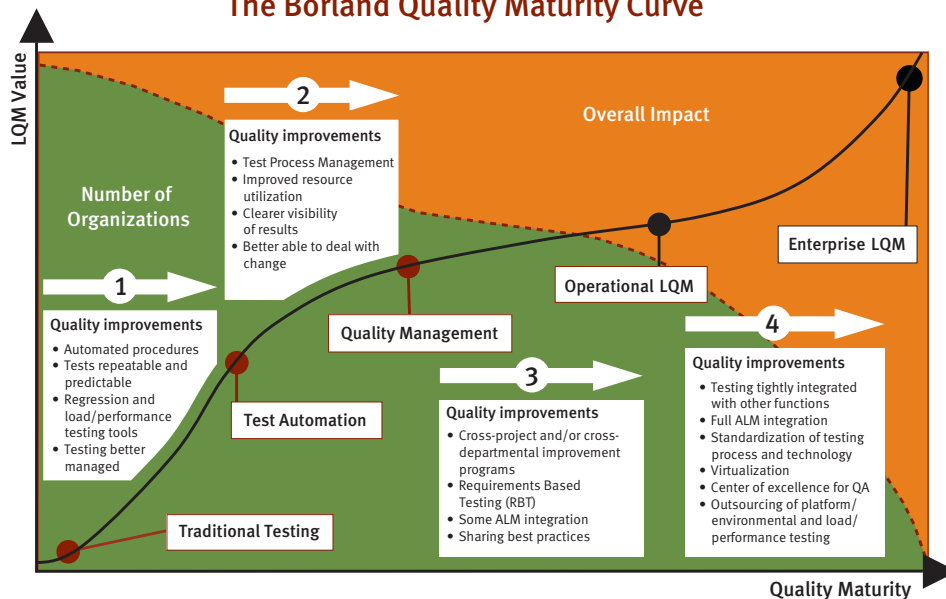 The Borland Quality Maturity Curve
LQM Value
2
Overall Impact
Quality improvements
• Test Process Management
• Improved resource
utilization
• Clearer visibility
of results
• Better able to deal with
change
Number of
Organizations
Enterprise LQM
Operational LQM
1
Quality improvements
• Automated procedures
• Tests repeatable and
predictable
• Regression and
load/performance
testing tools
• Testing better
managed
Quality Management
4
Quality improvements
• Testing tightly integrated
with other functions
• Full ALM integration
• Standardization of testing
process and technology
• Virtualization
• Center of excellence for QA
• Outsourcing of platform/
environmental and load/
performance testing
3
Quality improvements
• Cross-project and/or cross-
departmental improvement
programs
• Requirements Based
Testing (RBT)
• Some ALM integration
• Sharing best practices
Test Automation
Traditional Testing
Quality Maturity